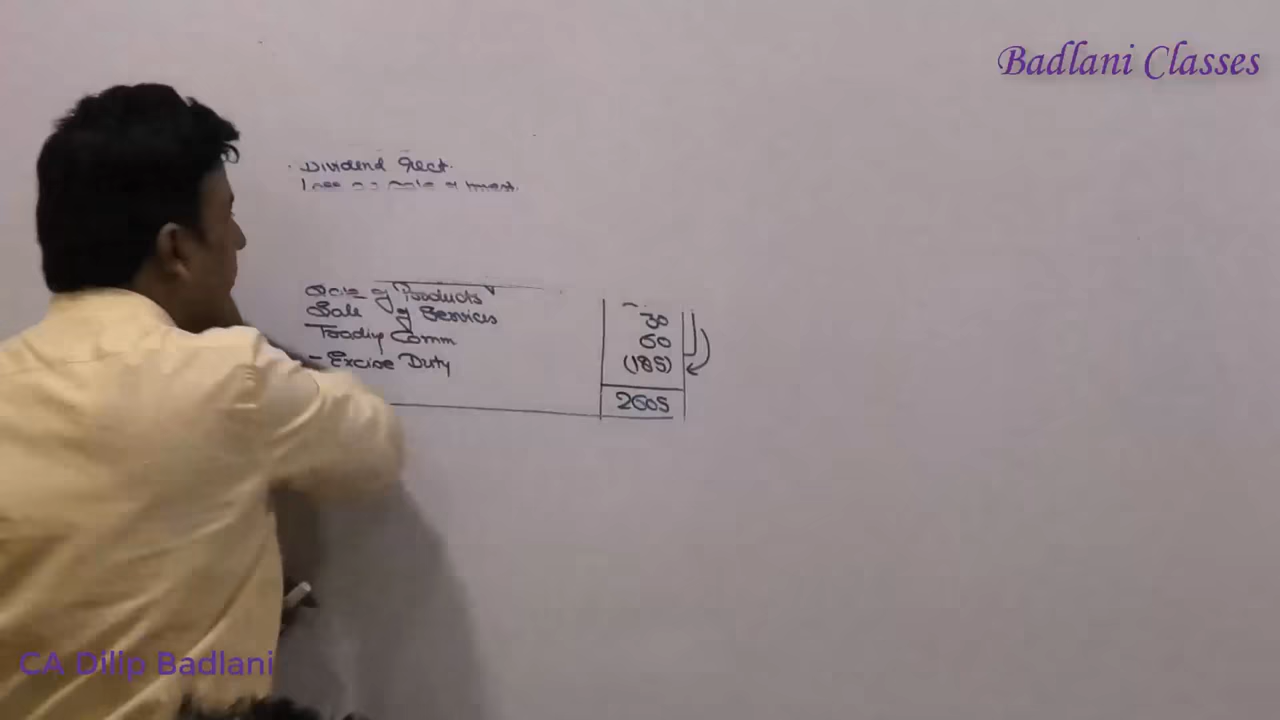 Badlani Classes
Dividend Rect.
Sale of Products
Sale of Services 30
Trading Comm 60
- Excise Duty (185)
2605
CA Dilip Badlani